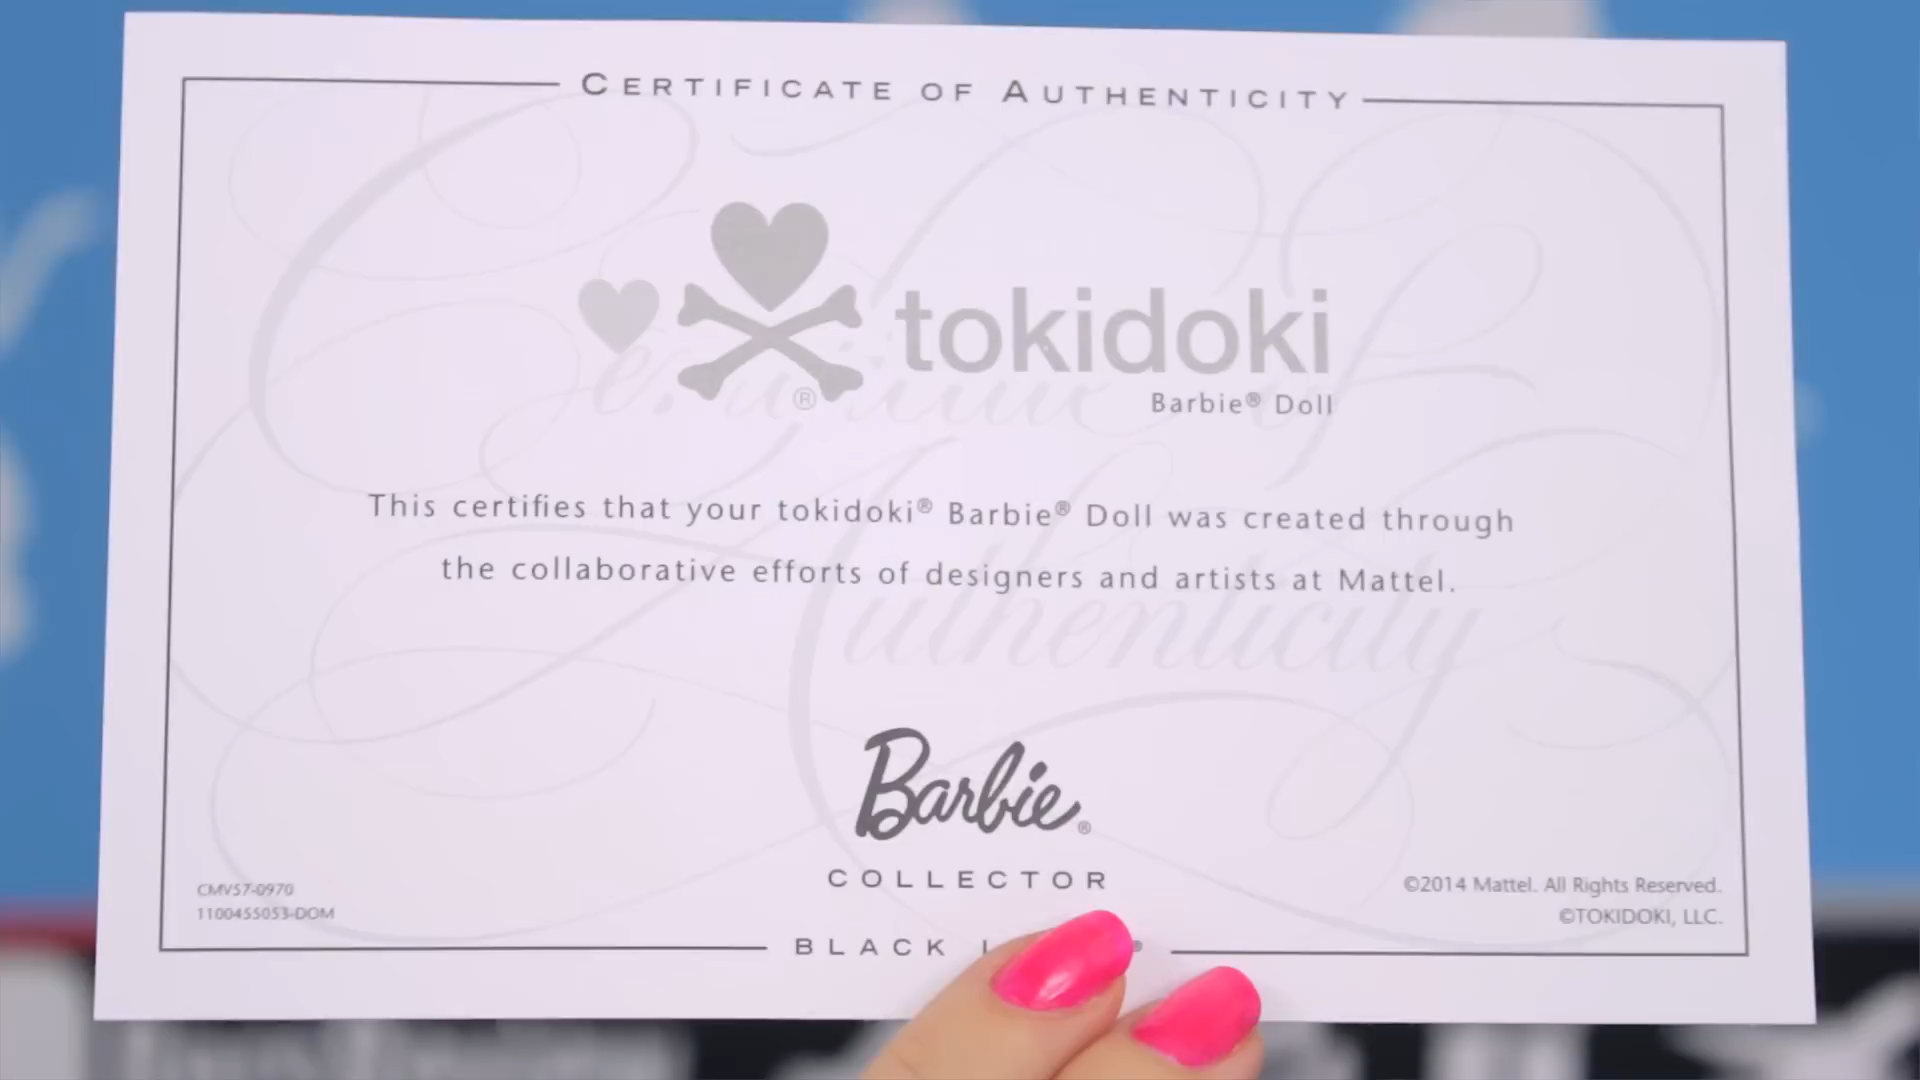 CERTIFICATE OF AUTHENTICITY
tokidoki
®
Barbie® Doll
This certifies that your tokidoki® Barbie® Doll was created through
the collaborative efforts of designers and artists at Mattel.
Authenticity
Barbie®
COLLECTOR
CMV57-0970
1100455053-DOM
©2014 Mattel. All Rights Reserved.
©TOKIDOKI, LLC.
BLACK